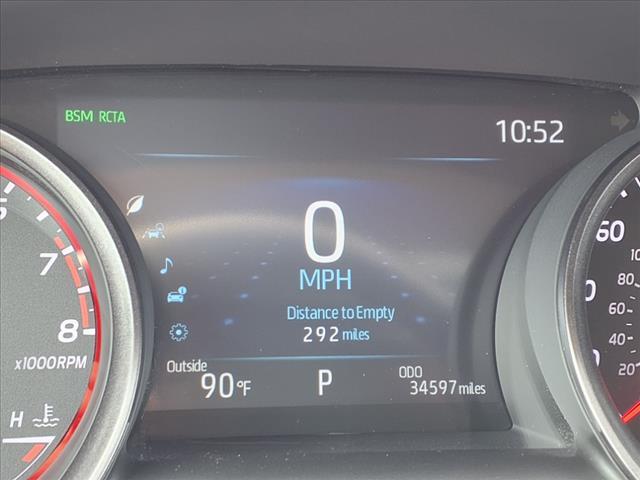 BSM RCTA
10:52
0
MPH
Distance to Empty
292 miles
Outside
90°F
P
ODO
34597 miles
7
8
x1000RPM
H
60
80
60
40
20